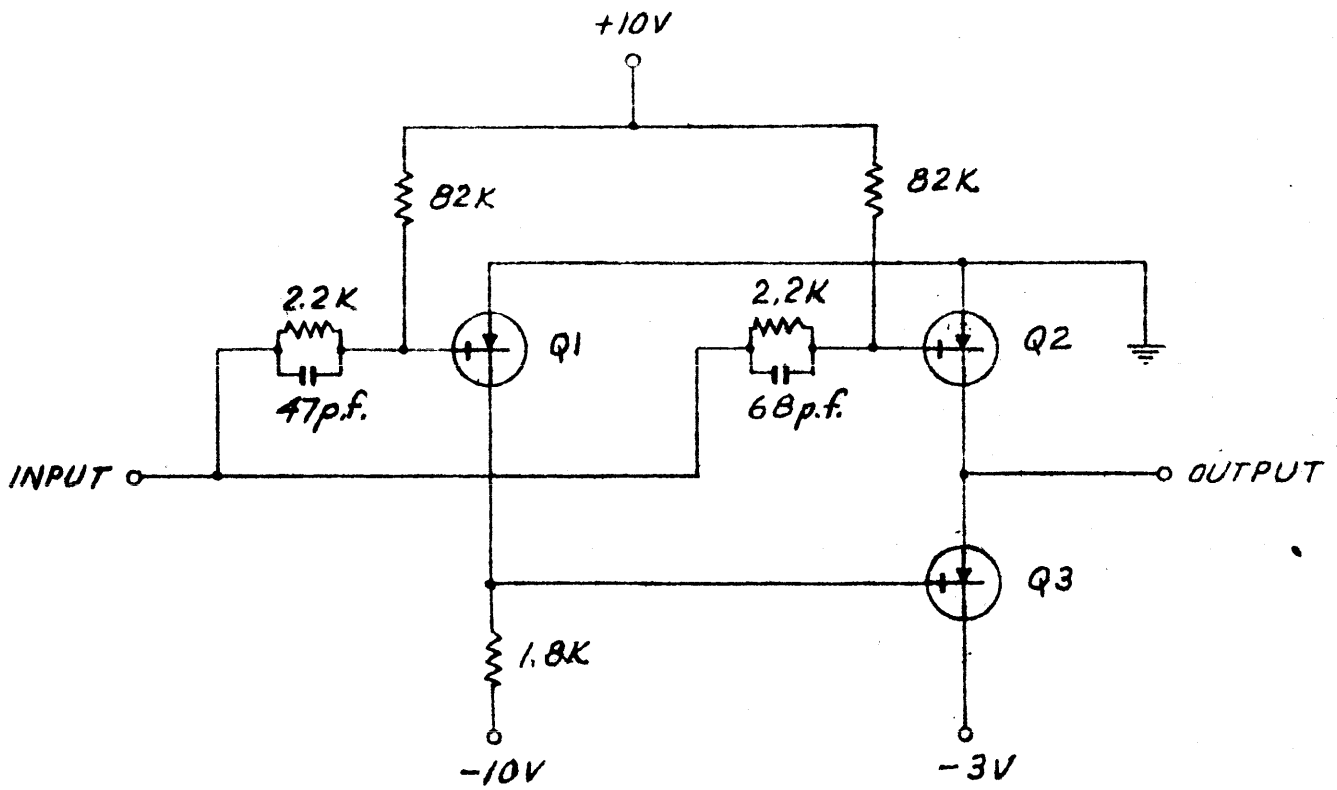 +10V
82K
82K
2.2K
2.2K
Q1
Q2
47p.f.
68p.f.
INPUT
OUTPUT
Q3
1.8K
-10V
-3V